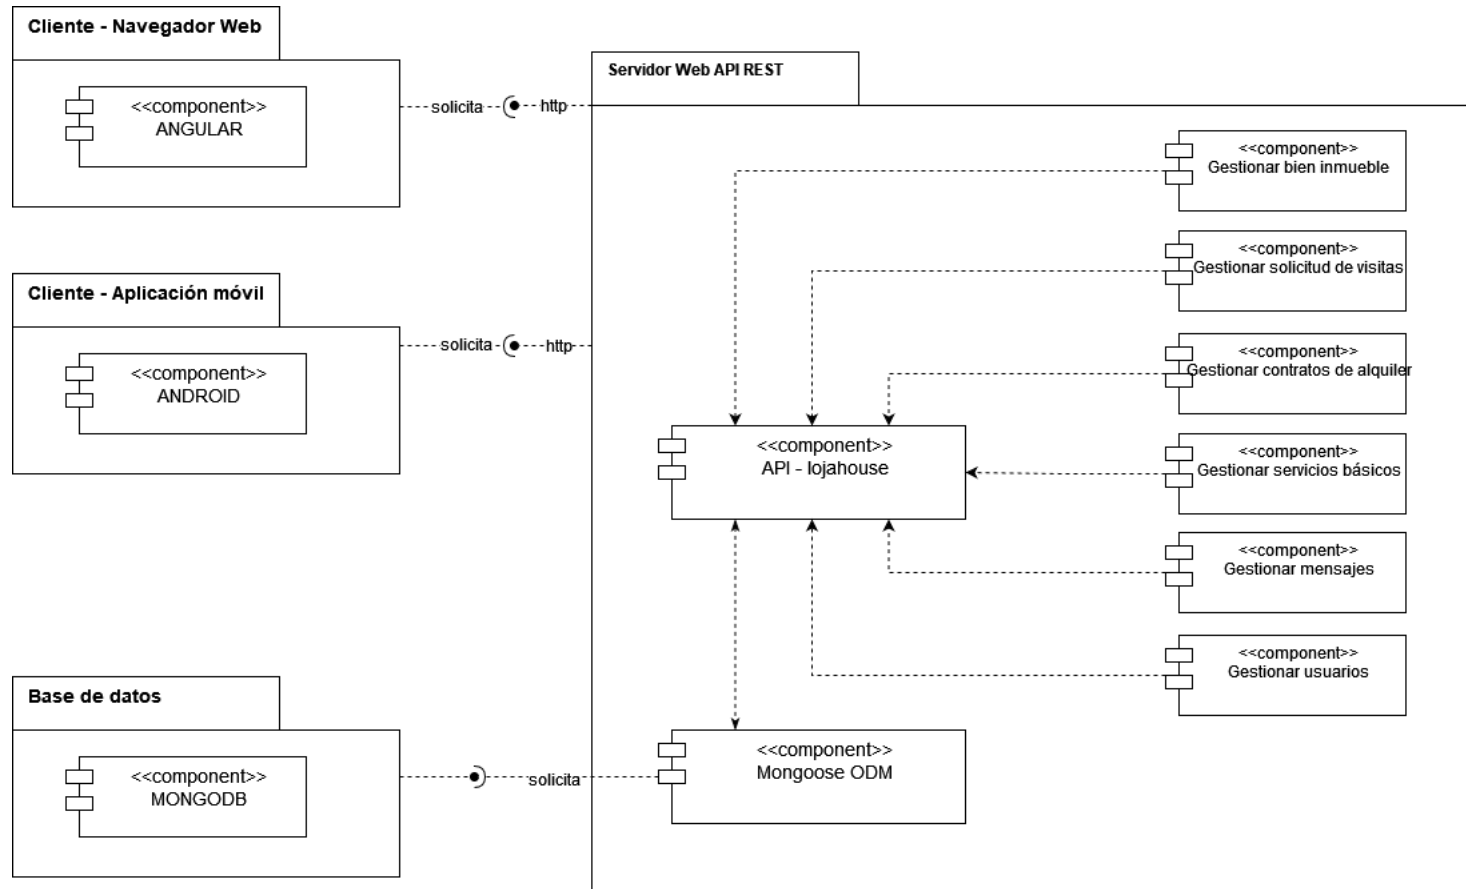 Cliente - Navegador Web
<<component>>
ANGULAR
solicita
http
Servidor Web API REST
<<component>>
Gestionar bien inmueble
<<component>>
Gestionar solicitud de visitas
Cliente - Aplicación móvil
<<component>>
ANDROID
solicita
http
<<component>>
Gestionar contratos de alquiler
<<component>>
API - lojahouse
<<component>>
Gestionar servicios básicos
<<component>>
Gestionar mensajes
<<component>>
Gestionar usuarios
Base de datos
<<component>>
MONGODB
solicita
<<component>>
Mongoose ODM